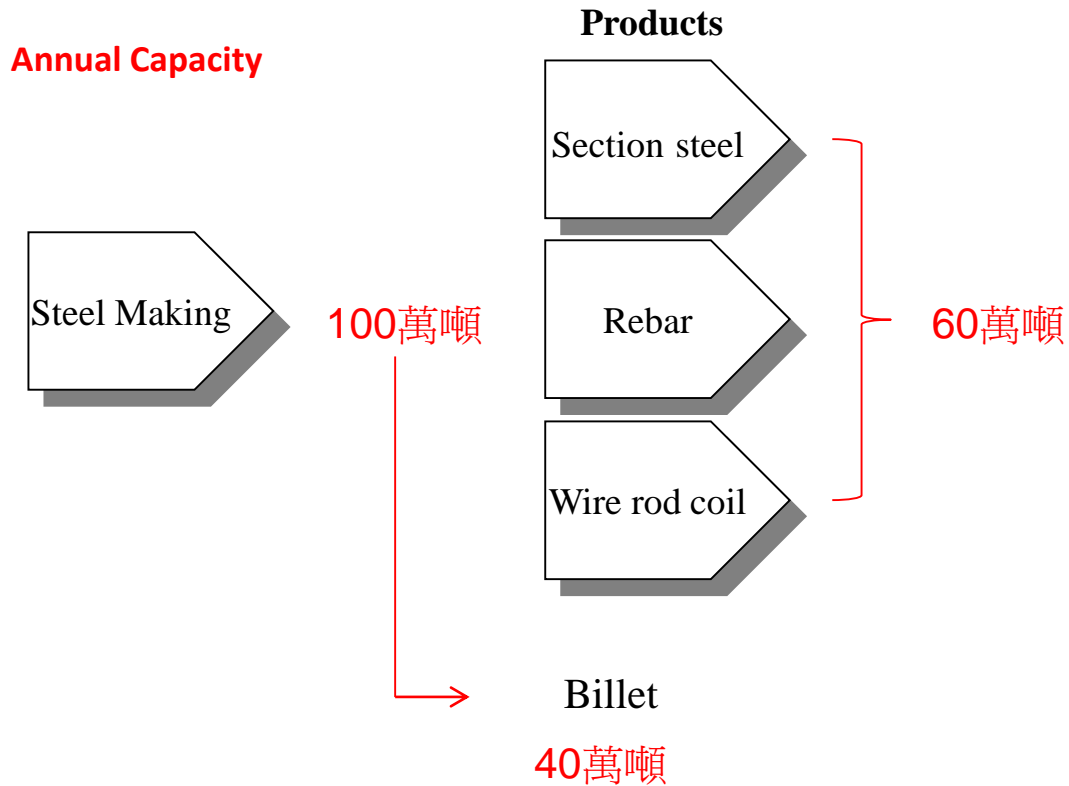 Products
Annual Capacity
Section steel
Steel Making
100萬噸
Rebar
60萬噸
Wire rod coil
Billet
40萬噸